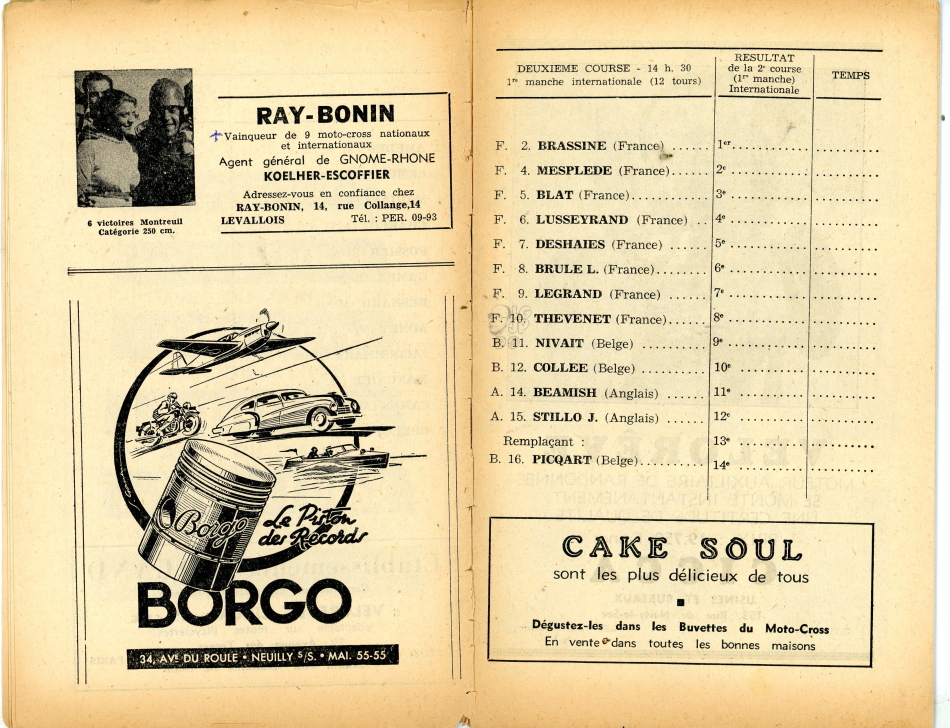 RAY-BONIN
Vainqueur de 9 moto-cross nationaux
et internationaux
Agent général de GNOME-RHONE
KOELHER-ESCOFFIER
Adressez-vous en confiance chez
RAY-BONIN, 14, rue Collange,14
LEVALLOIS Tél. : PER. 09-93
6 victoires Montreuil
Catégorie 250 cm.
Borgo
Le Piston
des Records
BORGO
34, AVE DU ROULE • NEUILLY S/S. • MAI. 55-55
DEUXIEME COURSE - 14 h. 30
1re manche internationale (12 tours)
RESULTAT
de la 2e course
(1re manche)
Internationale
TEMPS
F. 2. BRASSINE (France) ...... 1er
F. 4. MESPLEDE (France)....... 2e
F. 5. BLAT (France)............. 3e
F. 6. LUSSEYRAND (France) .... 4e
F. 7. DESHAIES (France) ...... 5e
F. 8. BRULE L. (France)......... 6e
F. 9. LEGRAND (France) ...... 7e
F. 10. THEVENET (France)....... 8e
B. 11. NIVAIT (Belge) .......... 9e
B. 12. COLLEE (Belge) .......... 10e
A. 14. BEAMISH (Anglais) ...... 11e
A. 15. STILLO J. (Anglais) ...... 12e
Remplaçant : 13e
B. 16. PICQART (Belge)........... 14e
CAKE SOUL
sont les plus délicieux de tous
Dégustez-les dans les Buvettes du Moto-Cross
En vente dans toutes les bonnes maisons